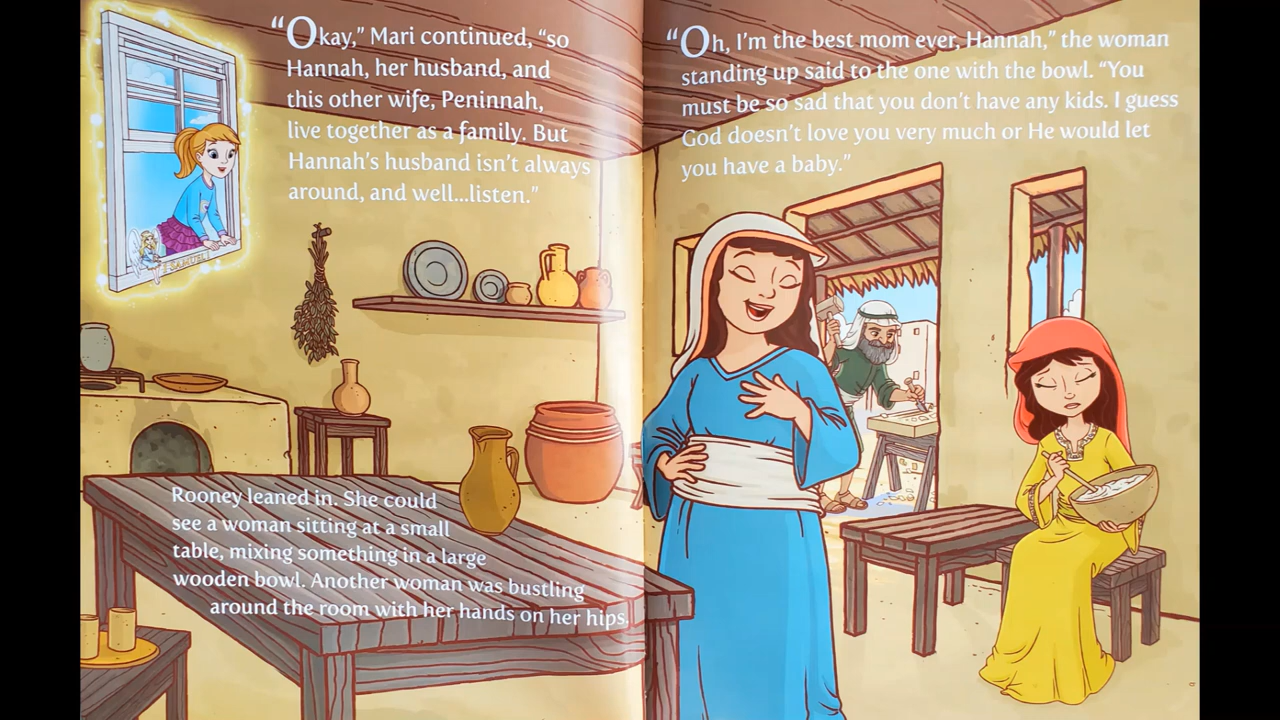 "Okay," Mari continued, "so
Hannah, her husband, and
this other wife, Peninnah,
live together as a family. But
Hannah's husband isn't always
around, and well...listen."
1 SAMUEL
Rooney leaned in. She could
see a woman sitting at a small
table, mixing something in a large
wooden bowl. Another woman was bustling
around the room with her hands on her hips.
"Oh, I'm the best mom ever, Hannah," the woman
standing up said to the one with the bowl. "You
must be so sad that you don't have any kids. I guess
God doesn't love you very much or He would let
you have a baby."